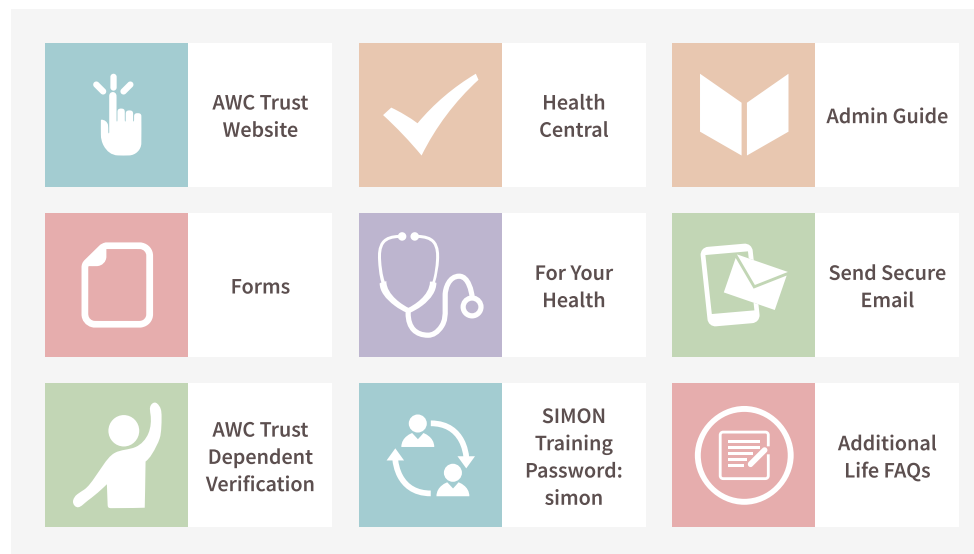 AWC Trust
Website
Health
Central
Admin Guide
Forms
For Your
Health
Send Secure
Email
AWC Trust
Dependent
Verification
SIMON
Training
Password:
simon
Additional
Life FAQs